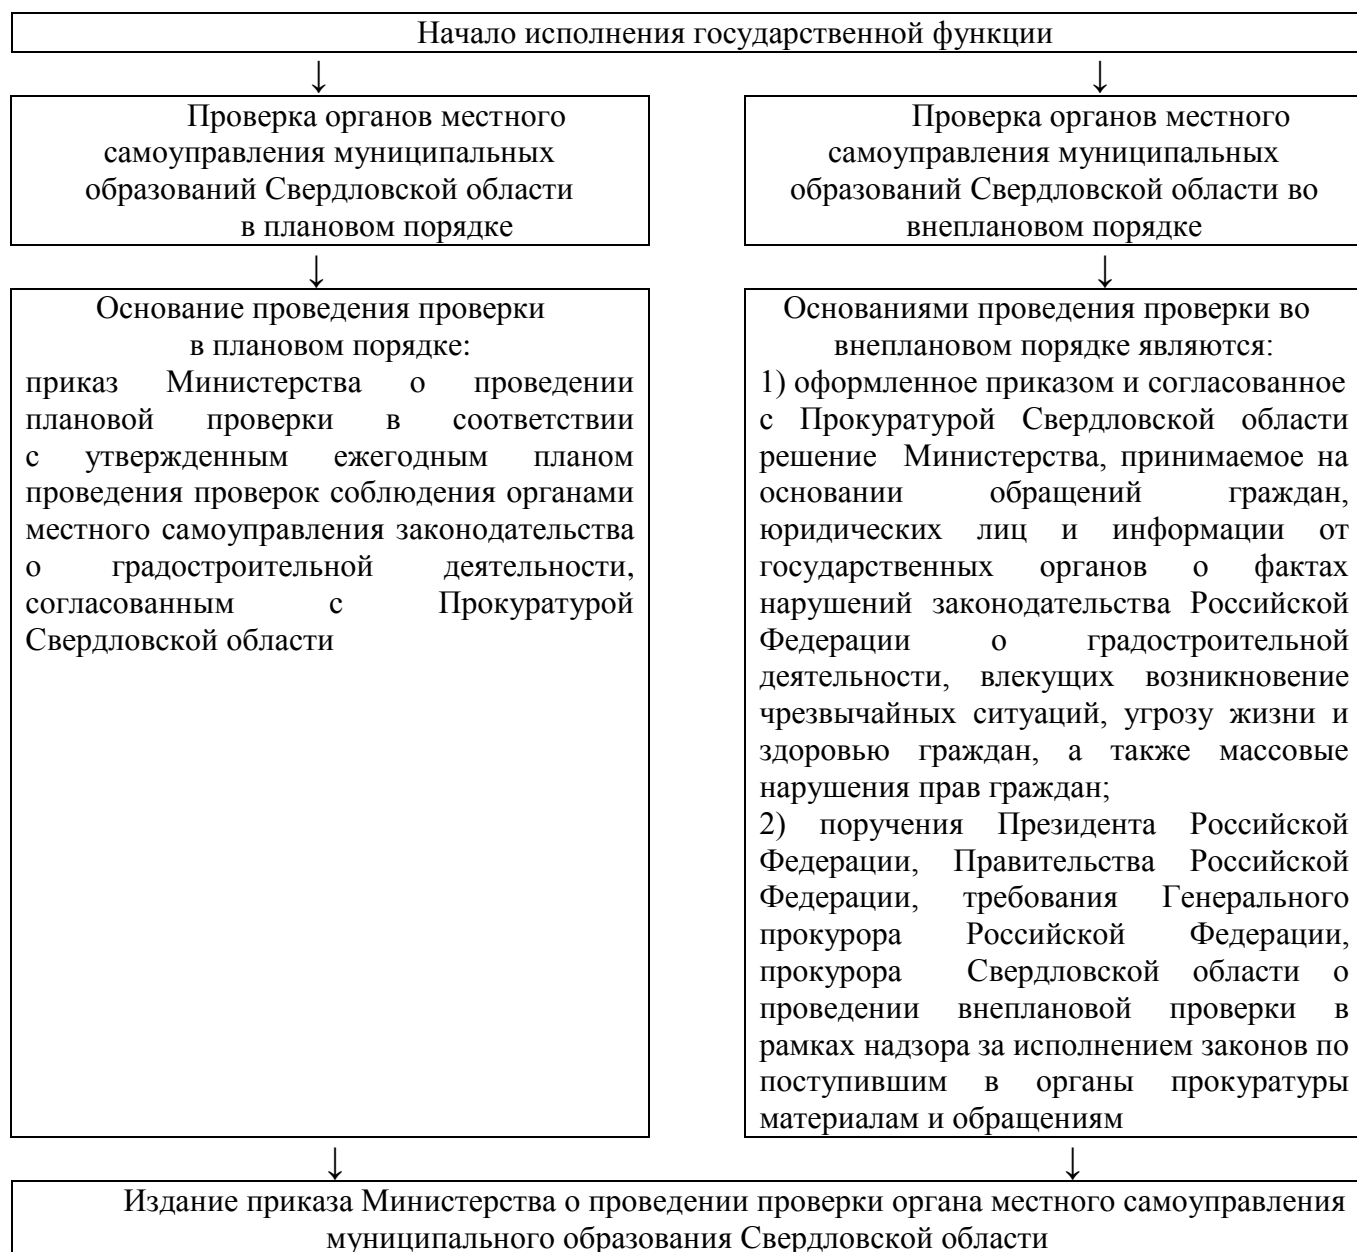 Начало исполнения государственной функции
↓ ↓
Проверка органов местного
самоуправления муниципальных
образований Свердловской области
в плановом порядке
Проверка органов местного
самоуправления муниципальных
образований Свердловской области во
внеплановом порядке
↓ ↓
Основание проведения проверки
в плановом порядке:
приказ Министерства о проведении
плановой проверки в соответствии
с утвержденным ежегодным планом
проведения проверок соблюдения органами
местного самоуправления законодательства
о градостроительной деятельности,
согласованным с Прокуратурой
Свердловской области
Основаниями проведения проверки во
внеплановом порядке являются:
1) оформленное приказом и согласованное
с Прокуратурой Свердловской области
решение Министерства, принимаемое на
основании обращений граждан,
юридических лиц и информации от
государственных органов о фактах
нарушений законодательства Российской
Федерации о градостроительной
деятельности, влекущих возникновение
чрезвычайных ситуаций, угрозу жизни и
здоровью граждан, а также массовые
нарушения прав граждан;
2) поручения Президента Российской
Федерации, Правительства Российской
Федерации, требования Генерального
прокурора Российской Федерации,
прокурора Свердловской области о
проведении внеплановой проверки в
рамках надзора за исполнением законов по
поступившим в органы прокуратуры
материалам и обращениям
↓ ↓
Издание приказа Министерства о проведении проверки органа местного самоуправления
муниципального образования Свердловской области